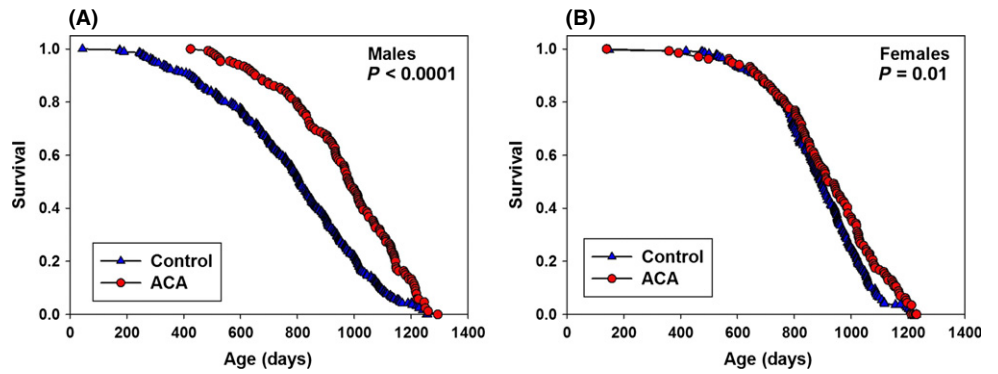 (A)
Males
P < 0.0001
Survival
1.0
0.8
0.6
0.4
0.2
0.0
Control
ACA
0 200 400 600 800 1000 1200 1400
Age (days)
(B)
Females
P = 0.01
Survival
1.0
0.8
0.6
0.4
0.2
0.0
Control
ACA
0 200 400 600 800 1000 1200 1400
Age (days)